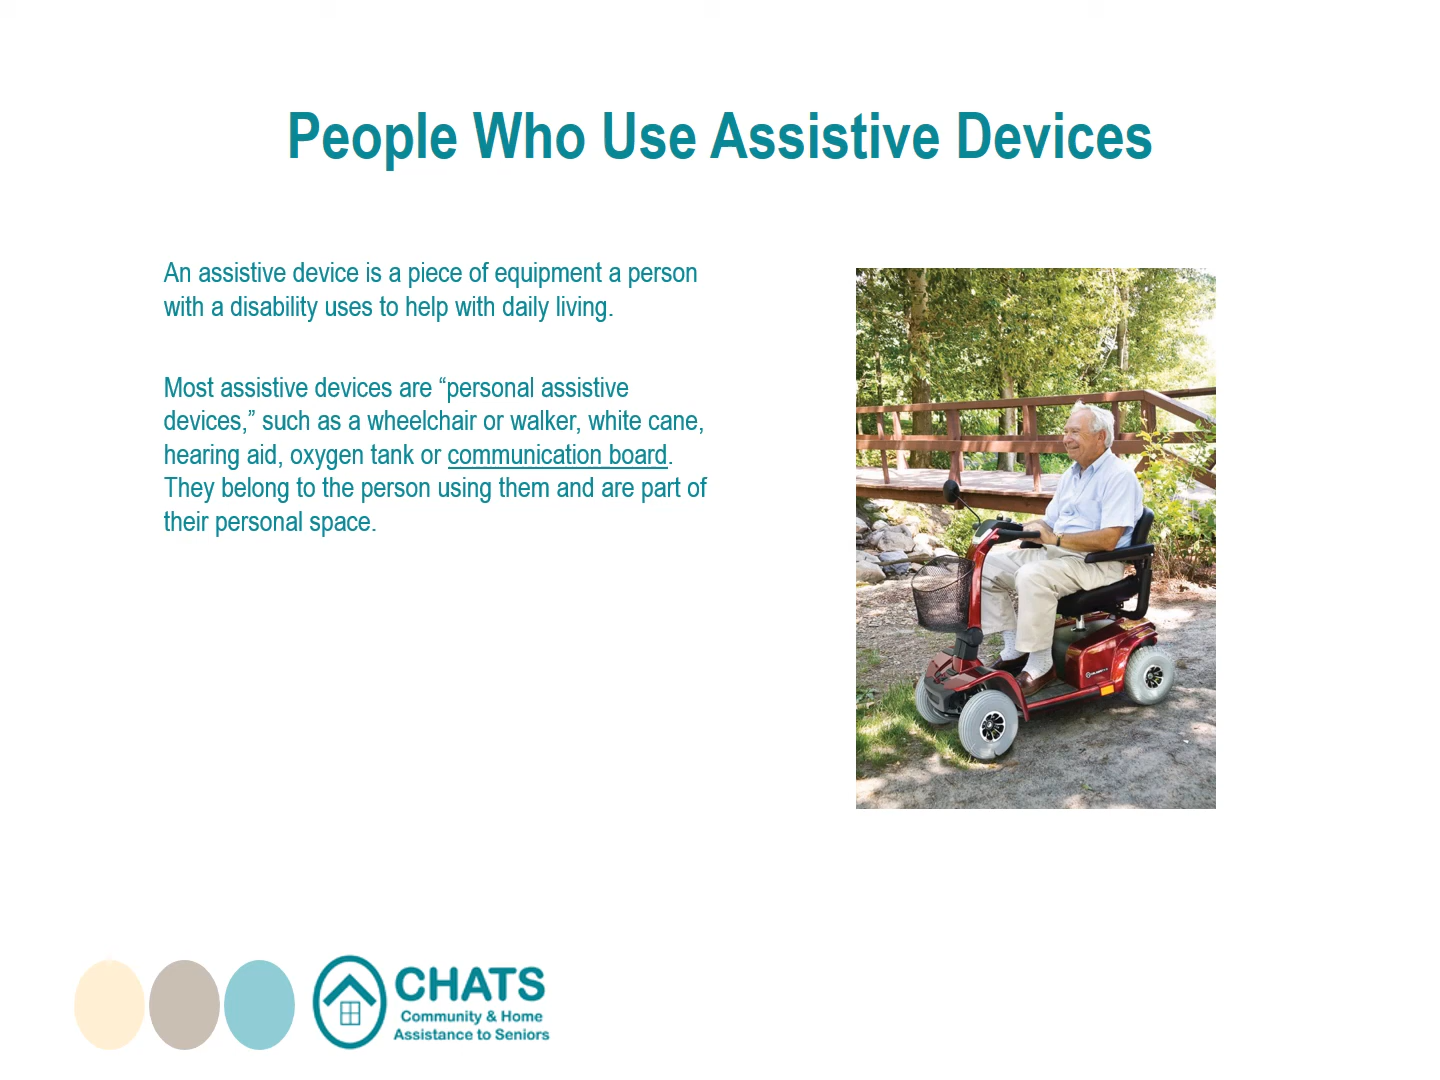 People Who Use Assistive Devices
An assistive device is a piece of equipment a person
with a disability uses to help with daily living.
Most assistive devices are “personal assistive
devices,” such as a wheelchair or walker, white cane,
hearing aid, oxygen tank or communication board.
They belong to the person using them and are part of
their personal space.
CHATS
Community & Home
Assistance to Seniors